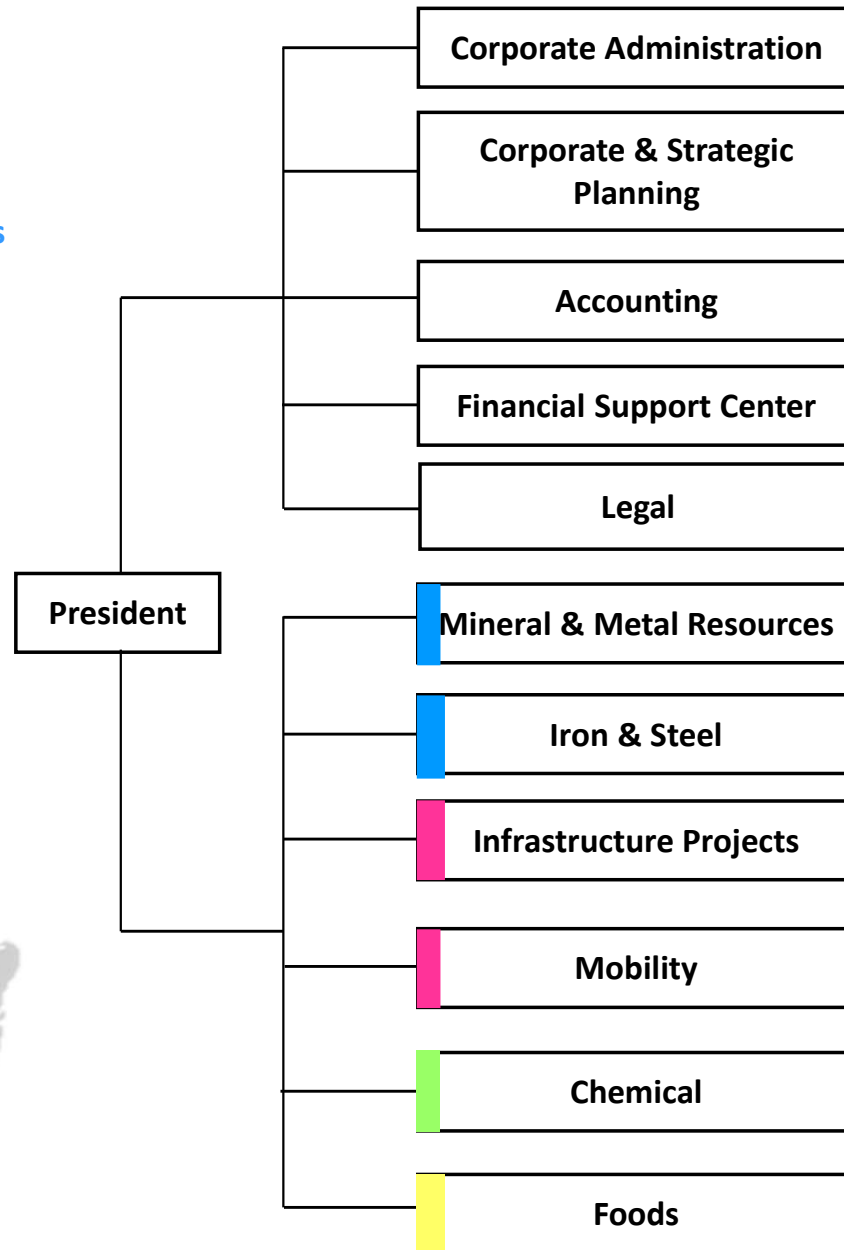 Corporate Administration
Corporate & Strategic
Planning
s
Accounting
Financial Support Center
Legal
President
Mineral & Metal Resources
Iron & Steel
Infrastructure Projects
Mobility
Chemical
Foods